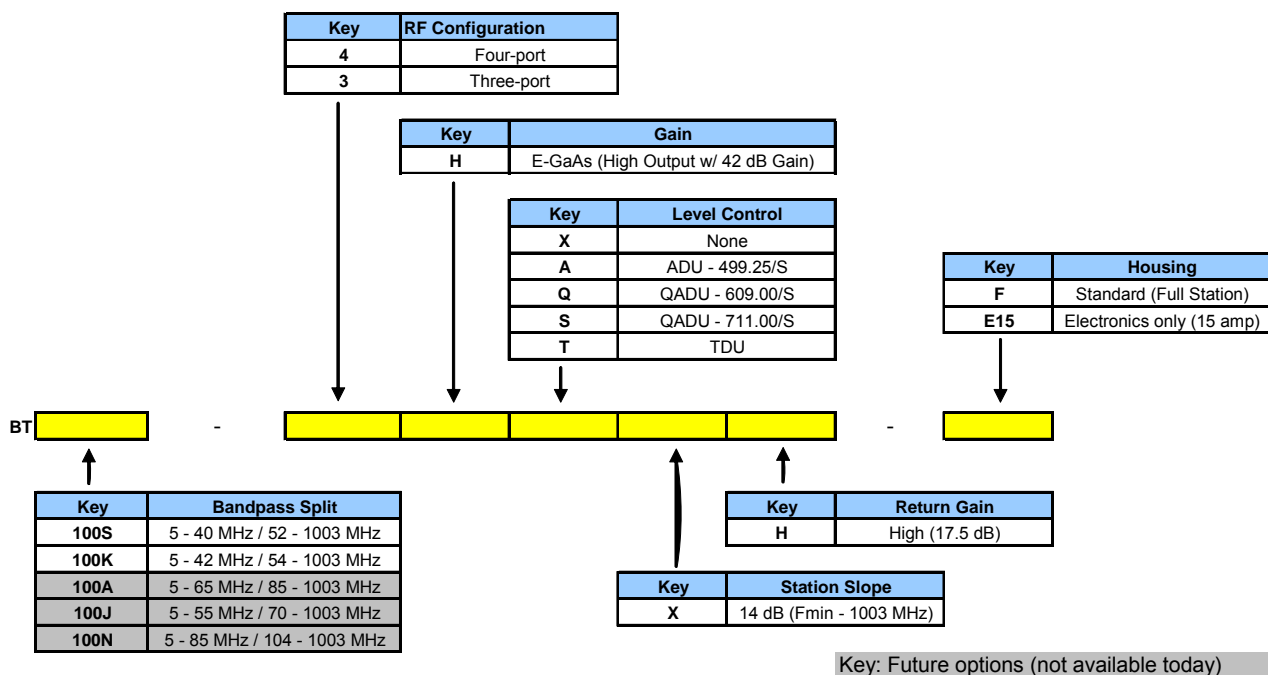 Key RF Configuration
4 Four-port
3 Three-port
Key Gain
H E-GaAs (High Output w/ 42 dB Gain)
Key Level Control
X None
A ADU - 499.25/S
Q QADU - 609.00/S
S QADU - 711.00/S
T TDU
Key Housing
F Standard (Full Station)
E15 Electronics only (15 amp)
BT - -
Key Bandpass Split
100S 5 - 40 MHz / 52 - 1003 MHz
100K 5 - 42 MHz / 54 - 1003 MHz
100A 5 - 65 MHz / 85 - 1003 MHz
100J 5 - 55 MHz / 70 - 1003 MHz
100N 5 - 85 MHz / 104 - 1003 MHz
Key Return Gain
H High (17.5 dB)
Key Station Slope
X 14 dB (Fmin - 1003 MHz)
Key: Future options (not available today)